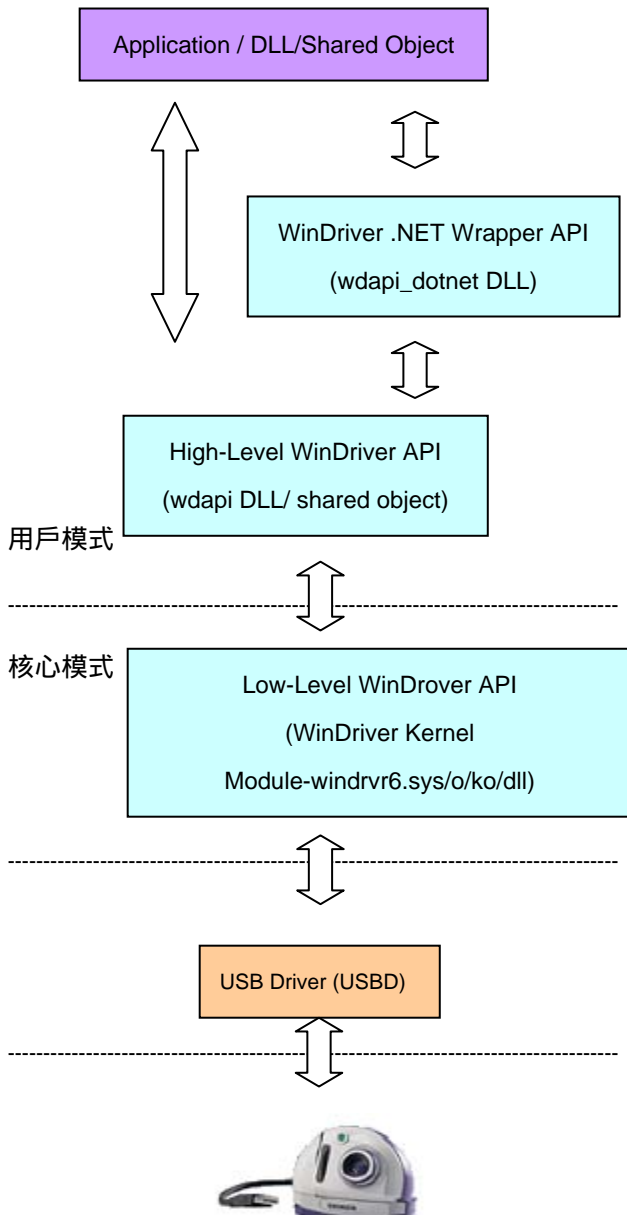 Application / DLL/Shared Object
WinDriver .NET Wrapper API
(wdapi_dotnet DLL)
High-Level WinDriver API
(wdapi DLL/ shared object)
用戶模式
核心模式
Low-Level WinDrover API
(WinDriver Kernel
Module-windrvr6.sys/o/ko/dll)
USB Driver (USBD)